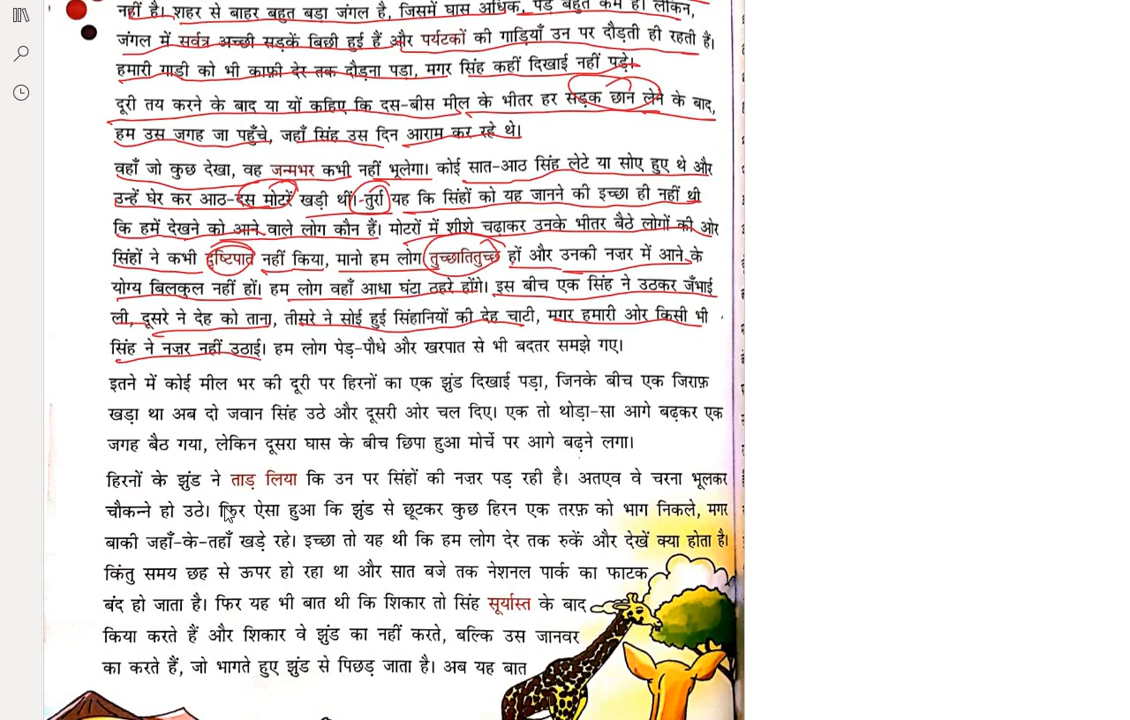 नहीं है। शहर से बाहर बहुत बड़ा जंगल है, जिसमें घास अधिक, पेड़ बहुत कम हैं। लेकिन,
जंगल में सर्वत्र अच्छी सड़कें बिछी हुई हैं और पर्यटकों की गाड़ियाँ उन पर दौड़ती ही रहती हैं।
हमारी गाड़ी को भी काफ़ी देर तक दौड़ना पड़ा, मगर सिंह कहीं दिखाई नहीं पड़े।
दूरी तय करने के बाद या यों कहिए कि दस-बीस मील के भीतर हर सड़क छान लेने के बाद,
हम उस जगह जा पहुँचे, जहाँ सिंह उस दिन आराम कर रहे थे।
वहाँ जो कुछ देखा, वह जन्मभर कभी नहीं भूलेगा। कोई सात-आठ सिंह लेटे या सोए हुए थे और
उन्हें घेर कर आठ-दस मोटरें खड़ी थीं। तुर्रा यह कि सिंहों को यह जानने की इच्छा ही नहीं थी
कि हमें देखने को आने वाले लोग कौन हैं। मोटरों में शीशे चढ़ाकर उनके भीतर बैठे लोगों की ओर
सिंहों ने कभी दृष्टिपात नहीं किया, मानो हम लोग तुच्छातितुच्छ हों और उनकी नज़र में आने के
योग्य बिलकुल नहीं हों। हम लोग वहाँ आधा घंटा ठहरे होंगे। इस बीच एक सिंह ने उठकर जँभाई
ली, दूसरे ने देह को ताना, तीसरे ने सोई हुई सिंहानियों की देह चाटी, मगर हमारी ओर किसी भी
सिंह ने नज़र नहीं उठाई। हम लोग पेड़-पौधे और खरपात से भी बदतर समझे गए।
इतने में कोई मील भर की दूरी पर हिरनों का एक झुंड दिखाई पड़ा, जिनके बीच एक जिराफ़
खड़ा था अब दो जवान सिंह उठे और दूसरी ओर चल दिए। एक तो थोड़ा-सा आगे बढ़कर एक
जगह बैठ गया, लेकिन दूसरा घास के बीच छिपा हुआ मोर्चे पर आगे बढ़ने लगा।
हिरनों के झुंड ने ताड़ लिया कि उन पर सिंहों की नज़र पड़ रही है। अतएव वे चरना भूलकर
चौकन्ने हो उठे। फिर ऐसा हुआ कि झुंड से छूटकर कुछ हिरन एक तरफ़ को भाग निकले, मगर
बाकी जहाँ-के-तहाँ खड़े रहे। इच्छा तो यह थी कि हम लोग देर तक रुकें और देखें क्या होता है।
किंतु समय छह से ऊपर हो रहा था और सात बजे तक नेशनल पार्क का फाटक
बंद हो जाता है। फिर यह भी बात थी कि शिकार तो सिंह सूर्यास्त के बाद
किया करते हैं और शिकार वे झुंड का नहीं करते, बल्कि उस जानवर
का करते हैं, जो भागते हुए झुंड से पिछड़ जाता है। अब यह बात